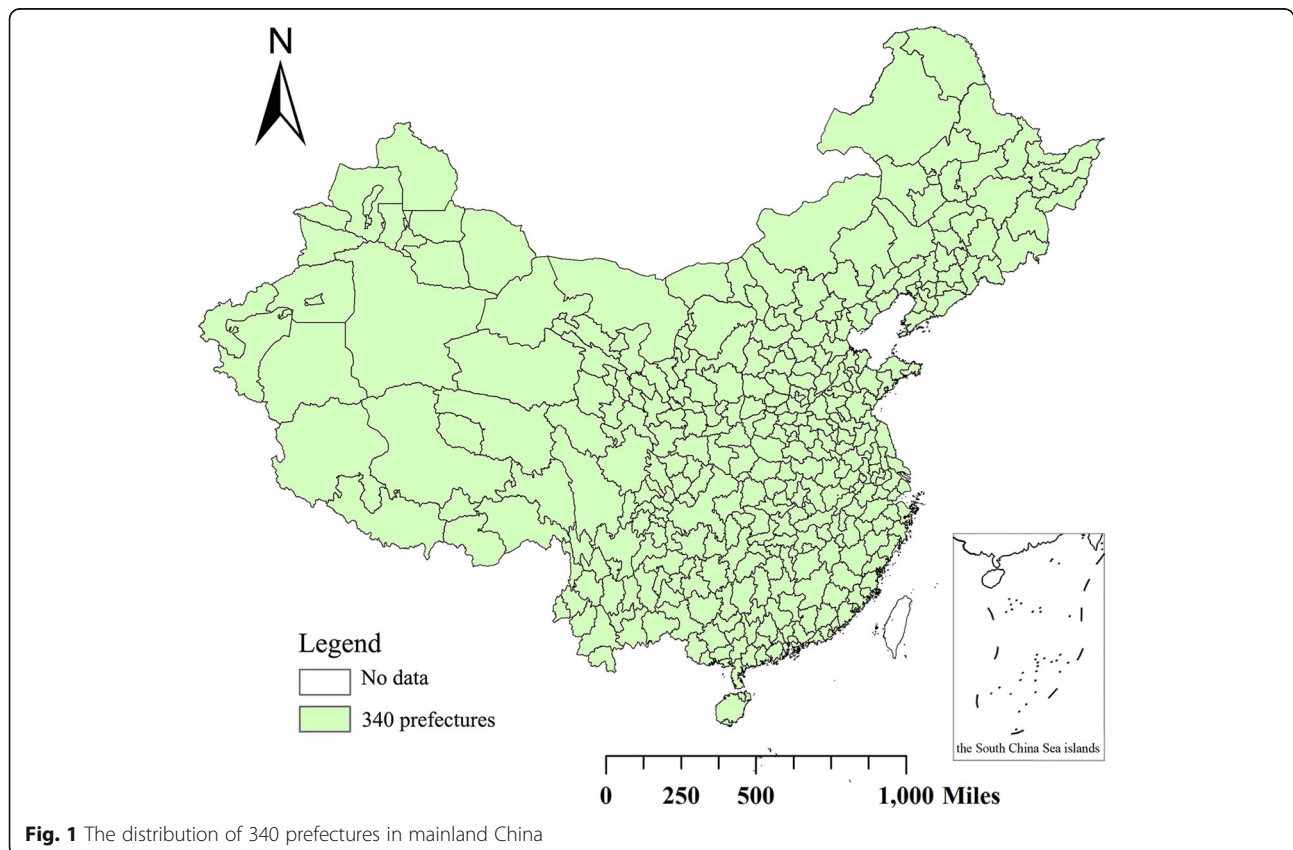 N
Legend
No data
340 prefectures
the South China Sea islands
0 250 500 1,000 Miles
Fig. 1 The distribution of 340 prefectures in mainland China